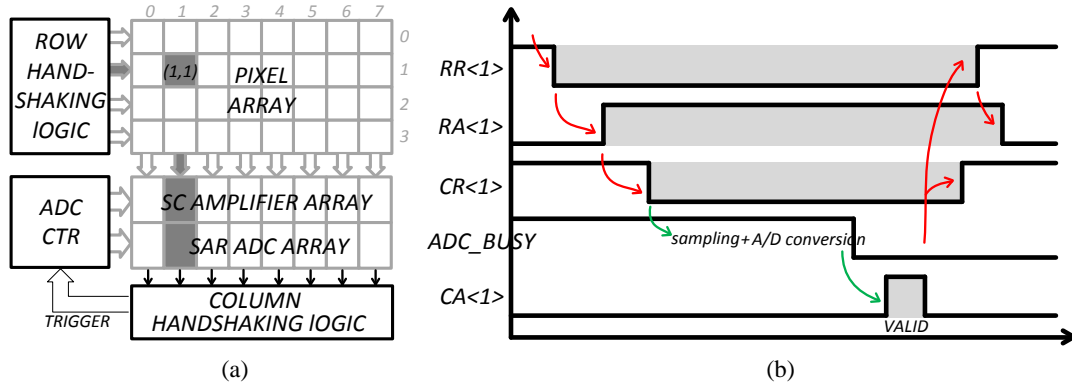 0 1 2 3 4 5 6 7
ROW
HAND-
SHAKING
lOGIC
0
1
2
3
(1,1)
PIXEL
ARRAY
ADC
CTR
SC AMPLIFIER ARRAY
SAR ADC ARRAY
TRIGGER
COLUMN
HANDSHAKING lOGIC
(a)
RR<1>
RA<1>
CR<1>
ADC_BUSY
sampling+A/D conversion
CA<1>
VALID
(b)